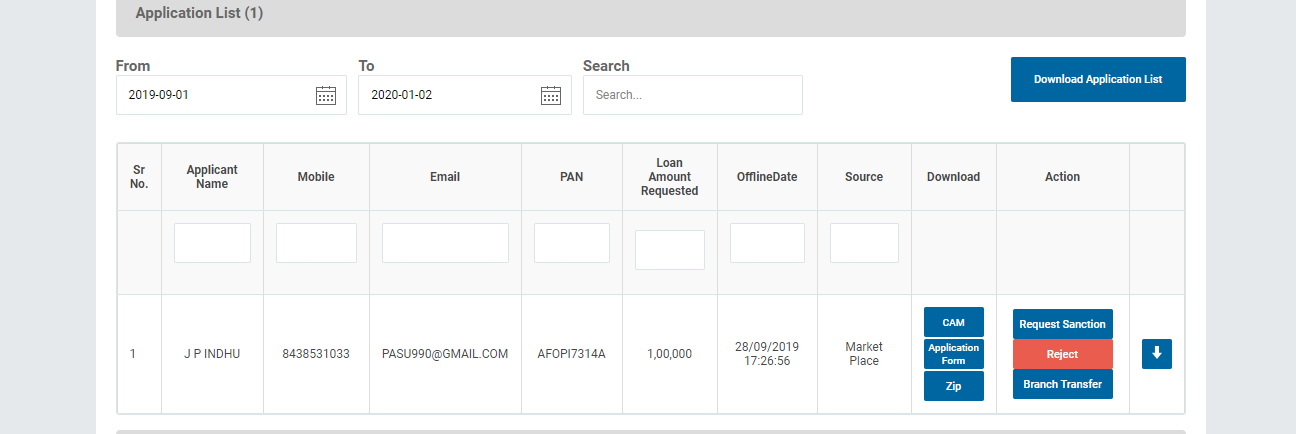 Application List (1)
From
To
Search
2019-09-01
2020-01-02
Search...
Download Application List
Sr
No.
Applicant
Name
Mobile
Email
PAN
Loan
Amount
Requested
OfflineDate
Source
Download
Action
1
J P INDHU
8438531033
PASU990@GMAIL.COM
AFOPI7314A
1,00,000
28/09/2019
17:26:56
Market
Place
CAM
Application
Form
Zip
Request Sanction
Reject
Branch Transfer